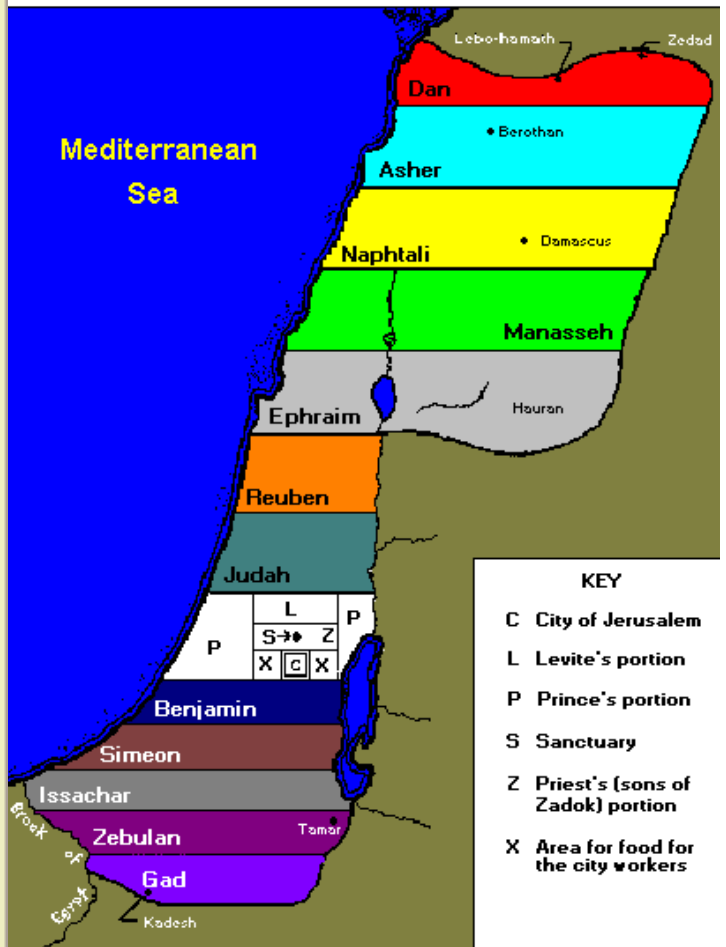 Lebo-hamath
Zedad
Dan
Berothan
Mediterranean
Sea
Asher
Damascus
Naphtali
Manasseh
Ephraim
Hauran
Reuben
Judah
L
P
P
S
Z
X
C
X
Benjamin
Simeon
Issachar
Zebulan
Tamar
Gad
Kadesh
Brook of Egypt
KEY
C City of Jerusalem
L Levite's portion
P Prince's portion
S Sanctuary
Z Priest's (sons of
Zadok) portion
X Area for food for
the city workers